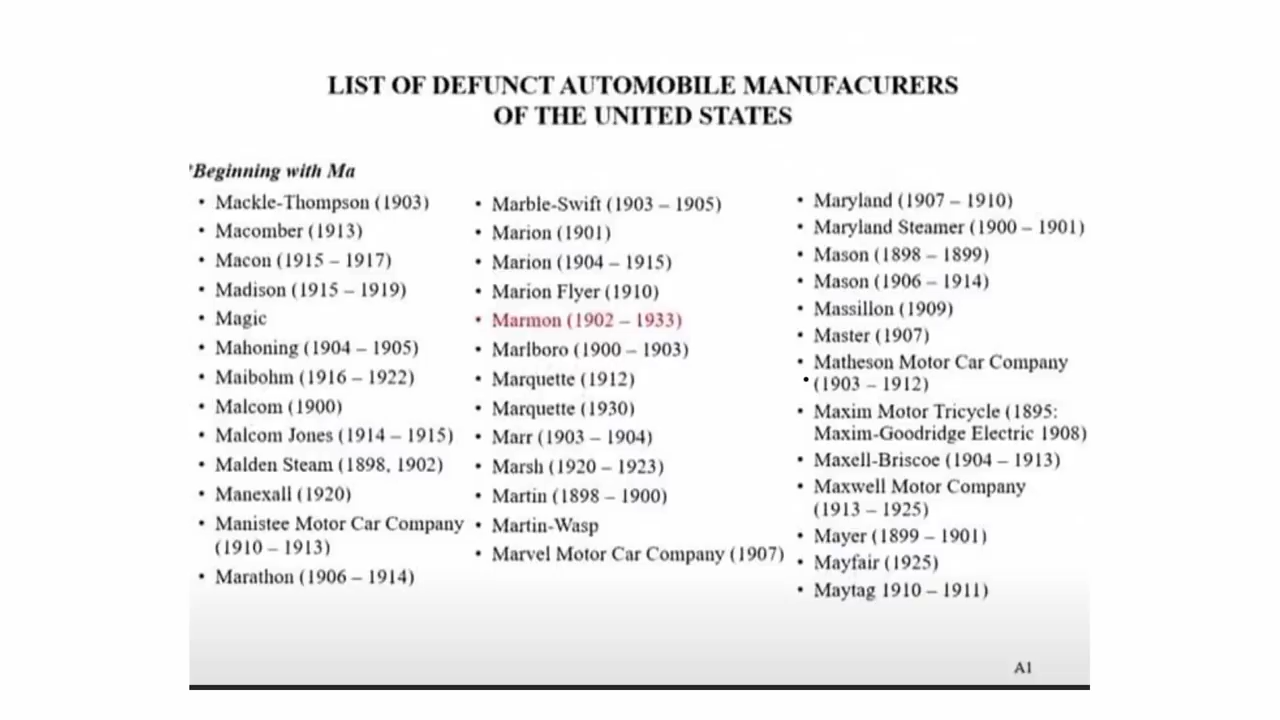 LIST OF DEFUNCT AUTOMOBILE MANUFACURERS
OF THE UNITED STATES
'Beginning with Ma
• Mackle-Thompson (1903)
• Macomber (1913)
• Macon (1915 – 1917)
• Madison (1915 – 1919)
• Magic
• Mahoning (1904 – 1905)
• Maibohm (1916 – 1922)
• Malcom (1900)
• Malcom Jones (1914 – 1915)
• Malden Steam (1898, 1902)
• Manexall (1920)
• Manistee Motor Car Company
(1910 – 1913)
• Marathon (1906 – 1914)
• Marble-Swift (1903 – 1905)
• Marion (1901)
• Marion (1904 – 1915)
• Marion Flyer (1910)
• Marmon (1902 – 1933)
• Marlboro (1900 – 1903)
• Marquette (1912)
• Marquette (1930)
• Marr (1903 – 1904)
• Marsh (1920 – 1923)
• Martin (1898 – 1900)
• Martin-Wasp
• Marvel Motor Car Company (1907)
• Maryland (1907 – 1910)
• Maryland Steamer (1900 – 1901)
• Mason (1898 – 1899)
• Mason (1906 – 1914)
• Massillon (1909)
• Master (1907)
• Matheson Motor Car Company
• (1903 – 1912)
• Maxim Motor Tricycle (1895:
Maxim-Goodridge Electric 1908)
• Maxell-Briscoe (1904 – 1913)
• Maxwell Motor Company
(1913 – 1925)
• Mayer (1899 – 1901)
• Mayfair (1925)
• Maytag 1910 – 1911)
A1